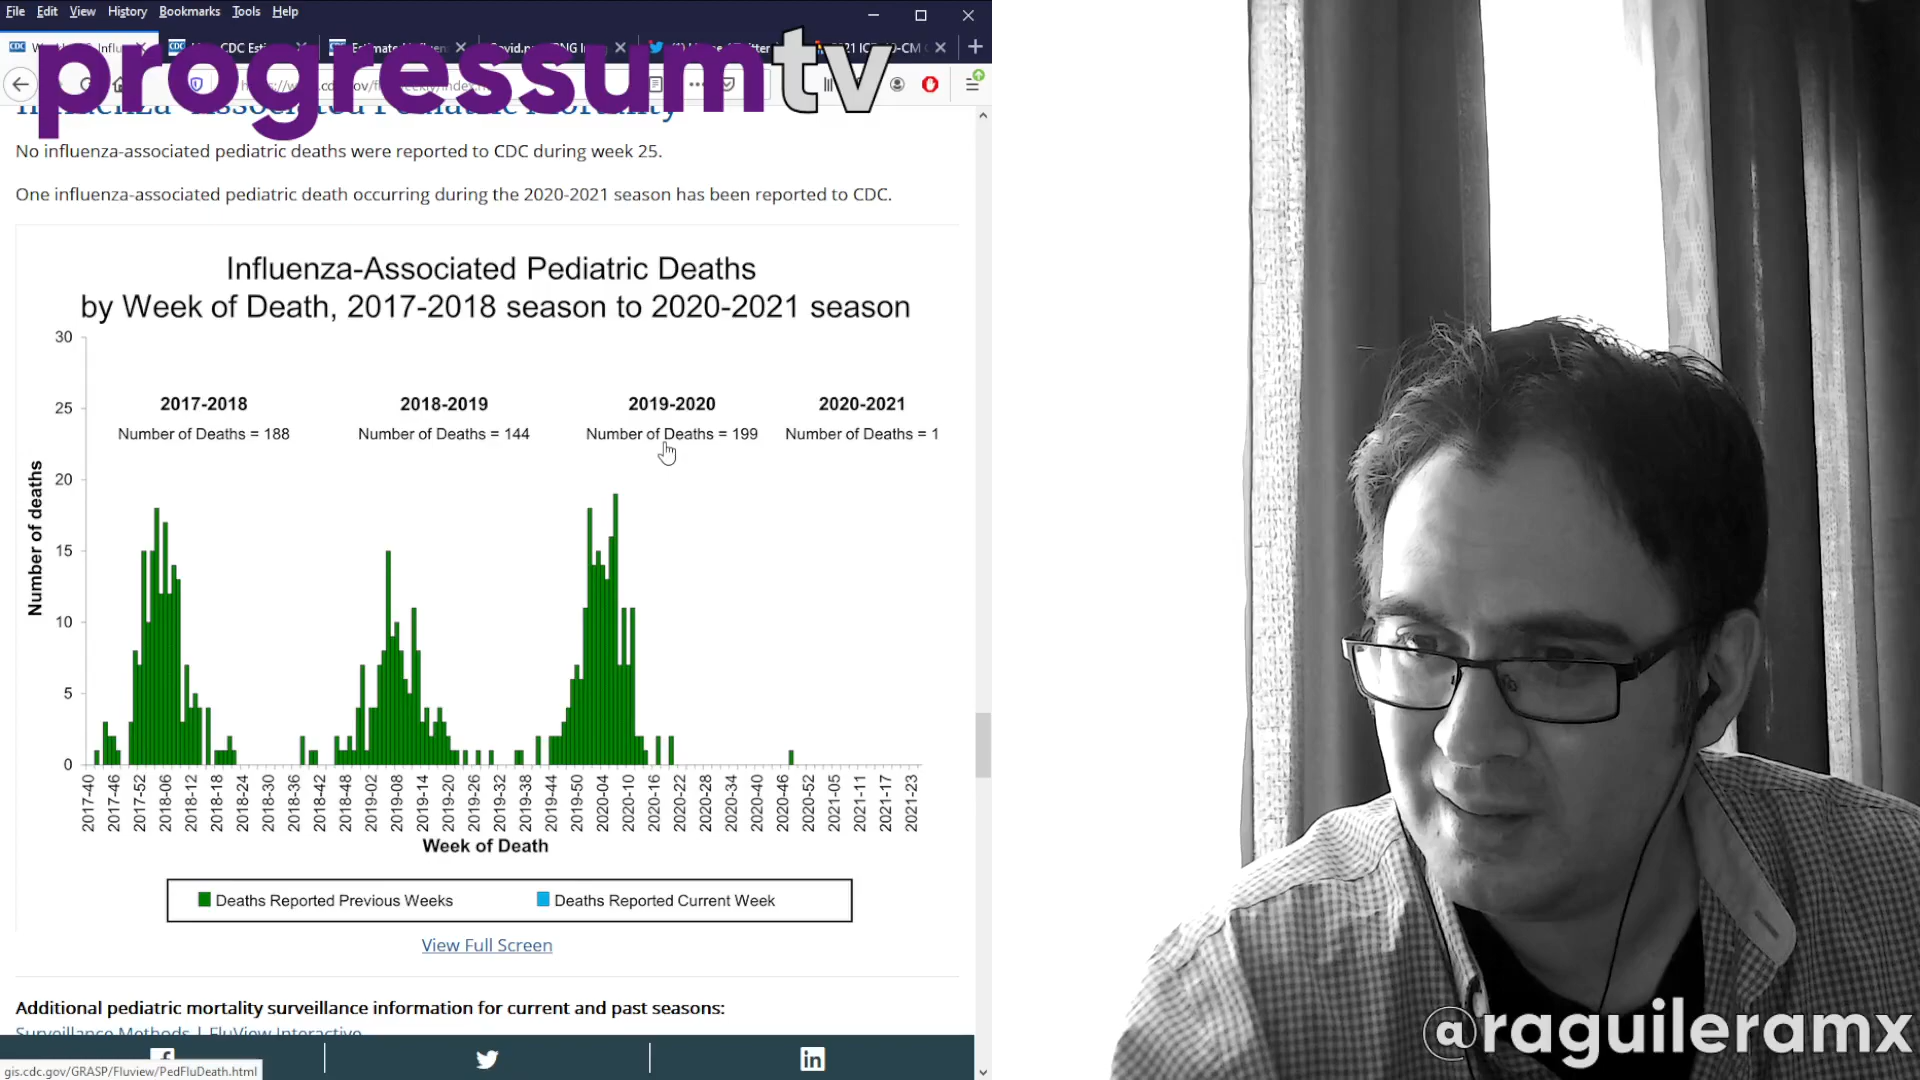 File Edit View History Bookmarks Tools Help
progressumtv
Influenza-Associated Pediatric Mortality
No influenza-associated pediatric deaths were reported to CDC during week 25.
One influenza-associated pediatric death occurring during the 2020-2021 season has been reported to CDC.
Influenza-Associated Pediatric Deaths
by Week of Death, 2017-2018 season to 2020-2021 season
30
25
20
15
10
5
0
Number of deaths
2017-2018
Number of Deaths = 188
2018-2019
Number of Deaths = 144
2019-2020
Number of Deaths = 199
2020-2021
Number of Deaths = 1
2017-40
2017-46
2017-52
2018-06
2018-12
2018-18
2018-24
2018-30
2018-36
2018-42
2018-48
2019-02
2019-08
2019-14
2019-20
2019-26
2019-32
2019-38
2019-44
2019-50
2020-04
2020-10
2020-16
2020-22
2020-28
2020-34
2020-40
2020-46
2020-52
2021-05
2021-11
2021-17
2021-23
Week of Death
Deaths Reported Previous Weeks
Deaths Reported Current Week
View Full Screen
Additional pediatric mortality surveillance information for current and past seasons:
Surveillance Methods | FluView Interactive
gis.cdc.gov/GRASP/Fluview/PedFluDeath.html
@raguileramx